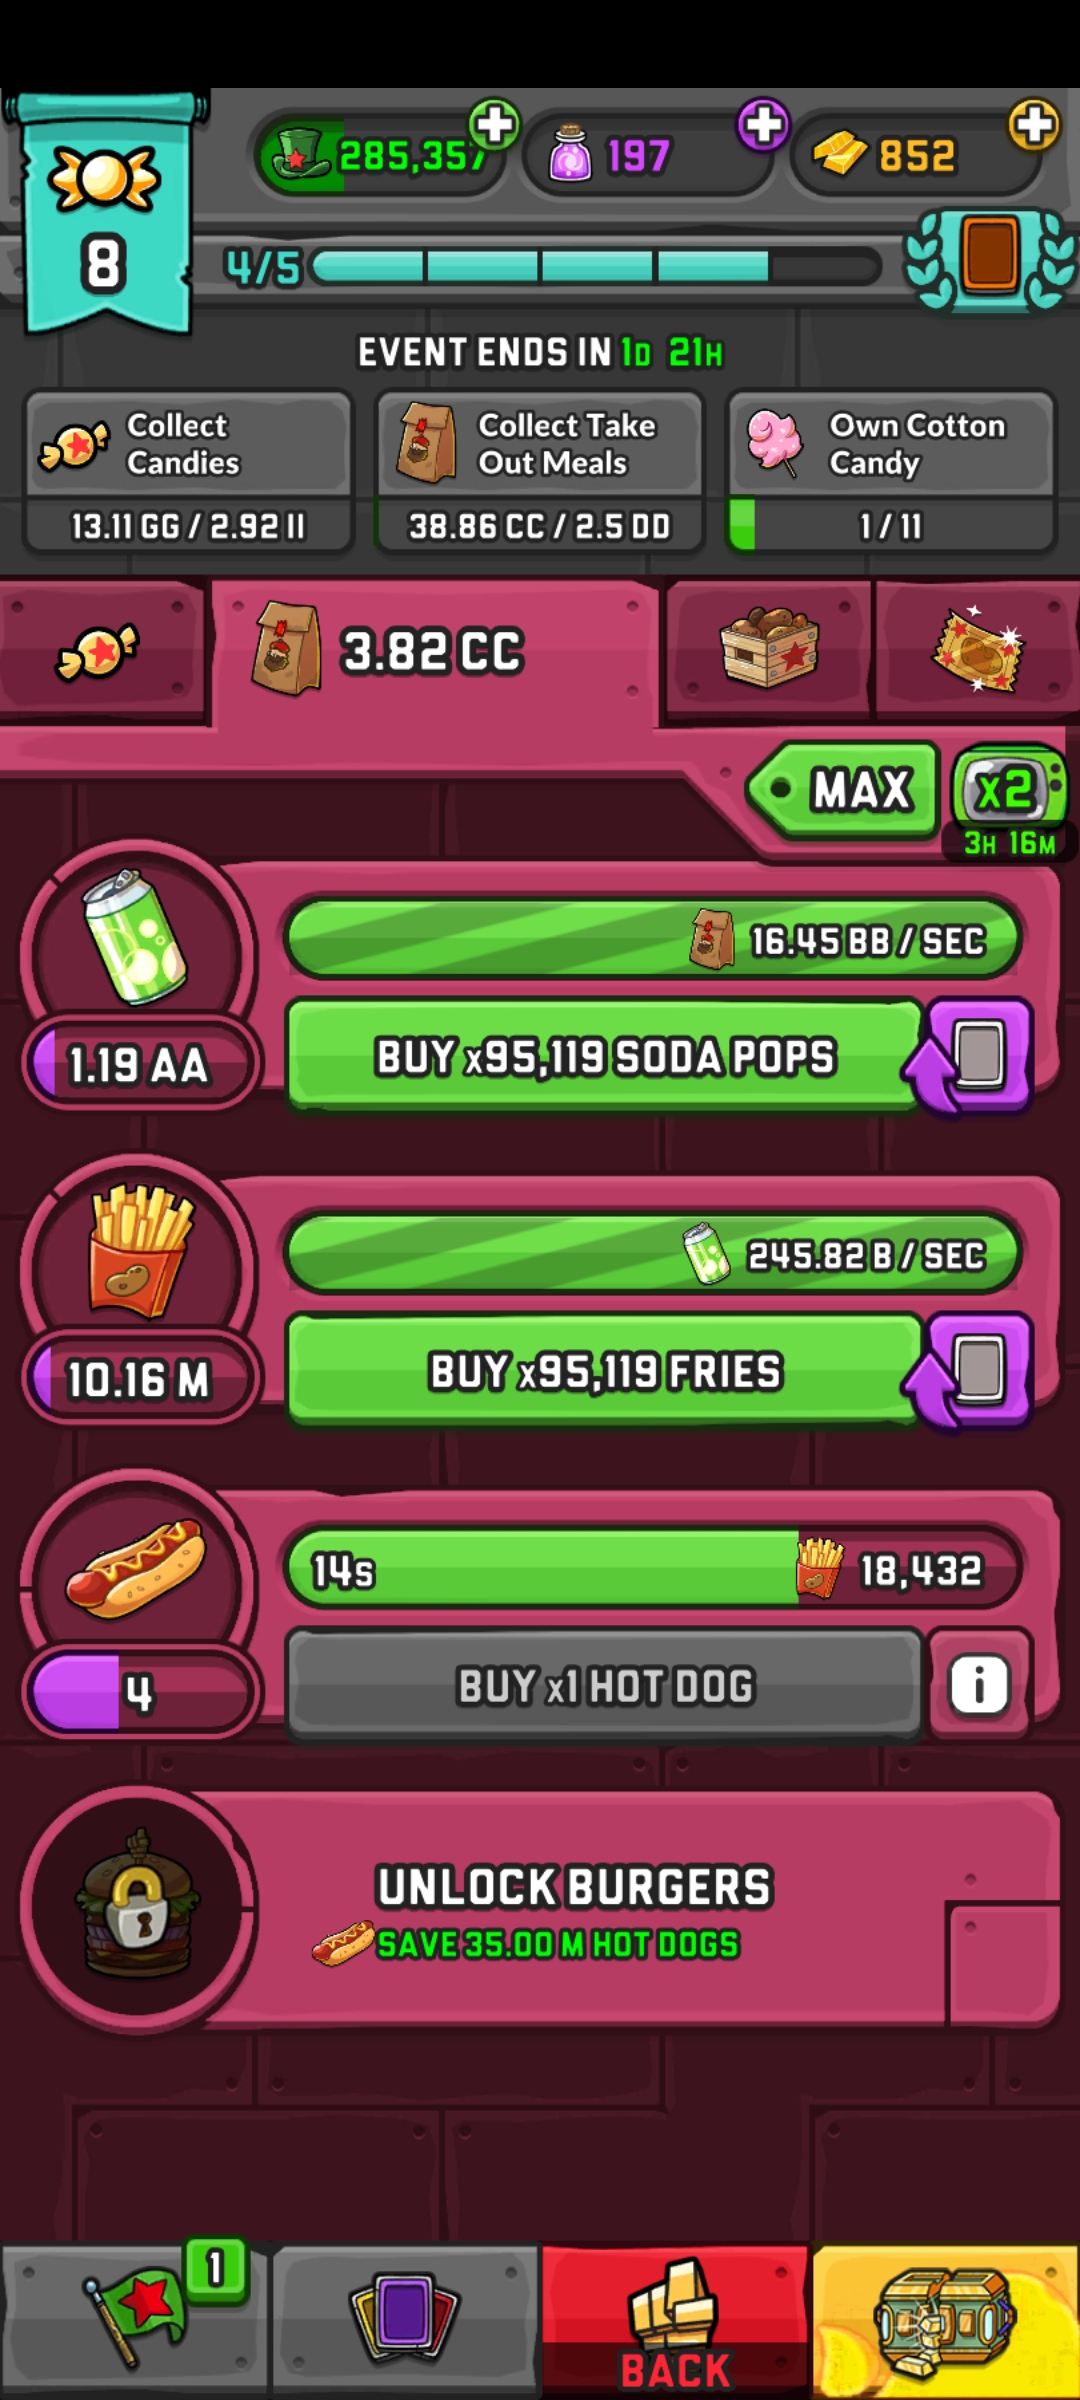 285,357
197
852
8
4/5
EVENT ENDS IN 1D 21H
Collect
Candies
13.11 GG / 2.92 II
Collect Take
Out Meals
38.86 CC / 2.5 DD
Own Cotton
Candy
1 / 11
3.82 CC
MAX
x2
3H 16M
16.45 BB / SEC
1.19 AA
BUY x95,119 SODA POPS
245.82 B / SEC
10.16 M
BUY x95,119 FRIES
14s
18,432
4
BUY x1 HOT DOG
i
UNLOCK BURGERS
SAVE 35.00 M HOT DOGS
1
BACK